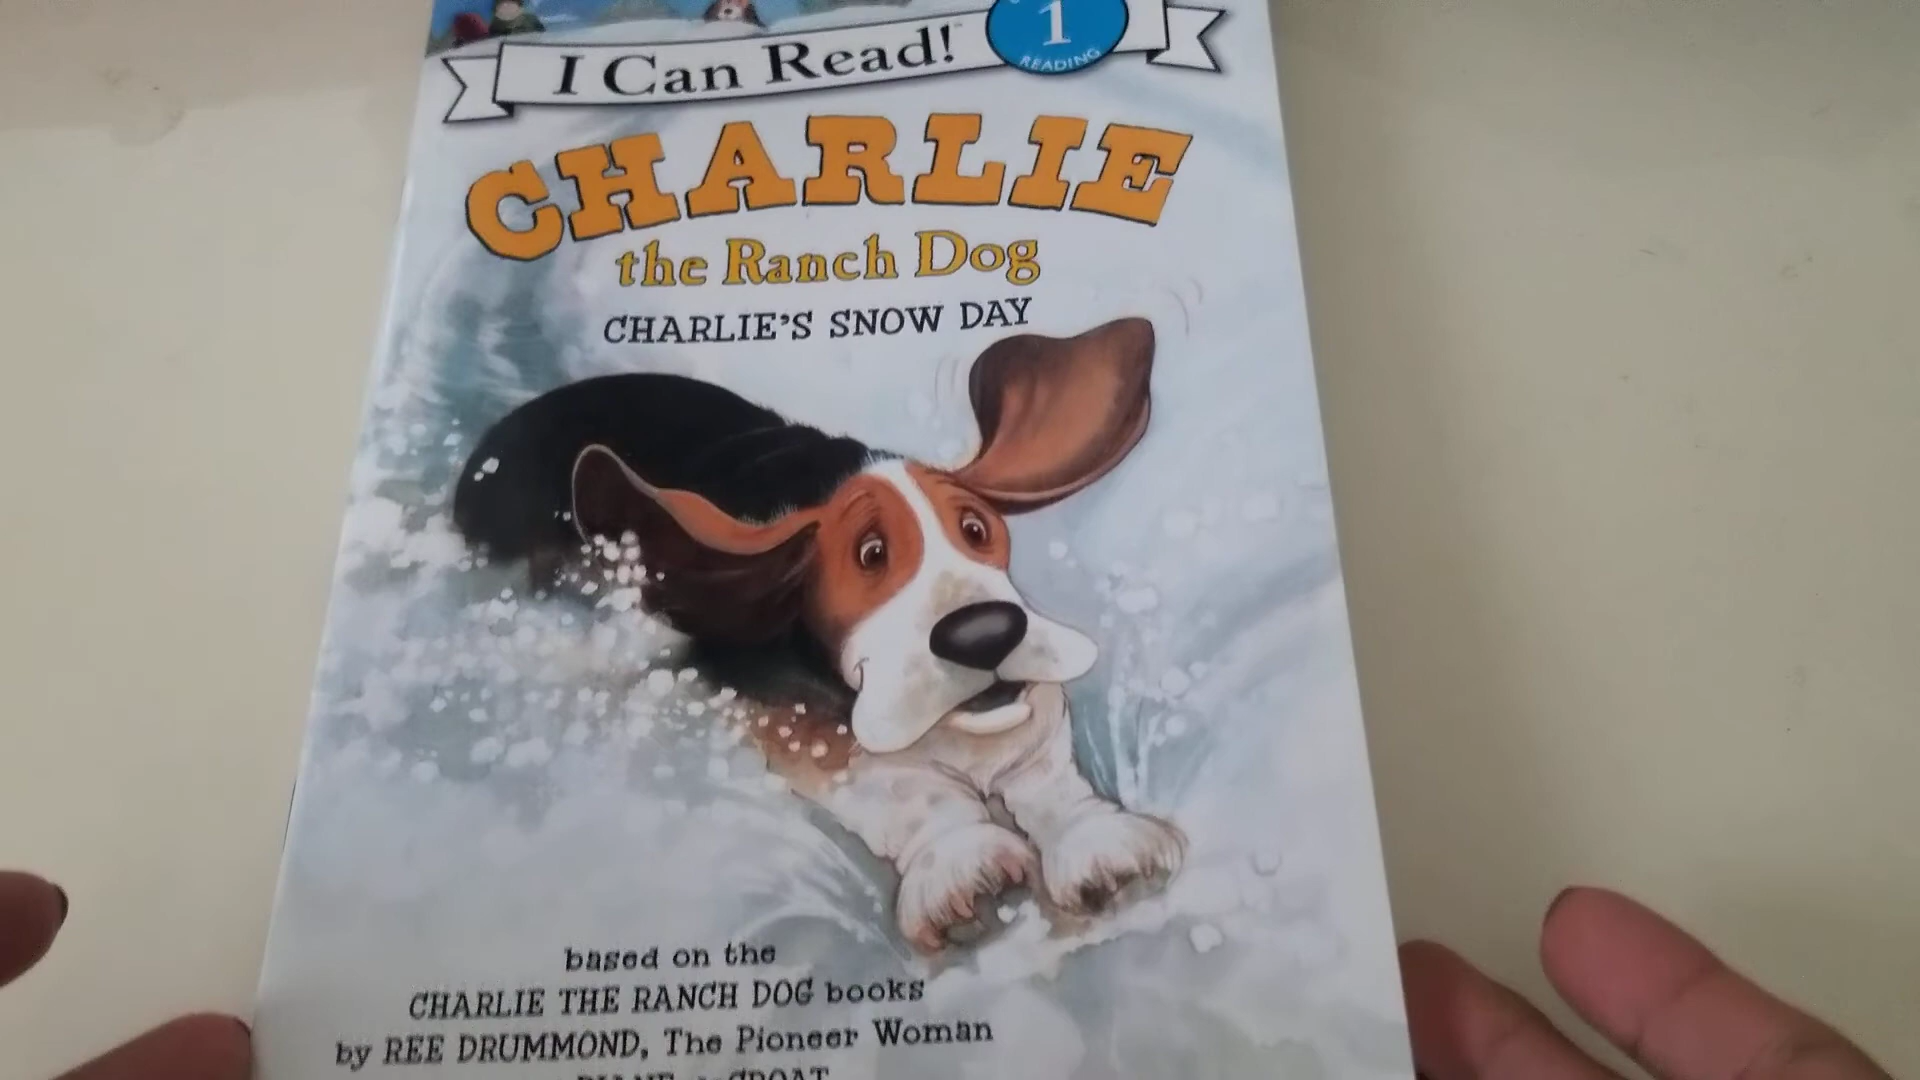 I Can Read!
1
READING
CHARLIE
the Ranch Dog
CHARLIE'S SNOW DAY
based on the
CHARLIE THE RANCH DOG books
by REE DRUMMOND, The Pioneer Woman